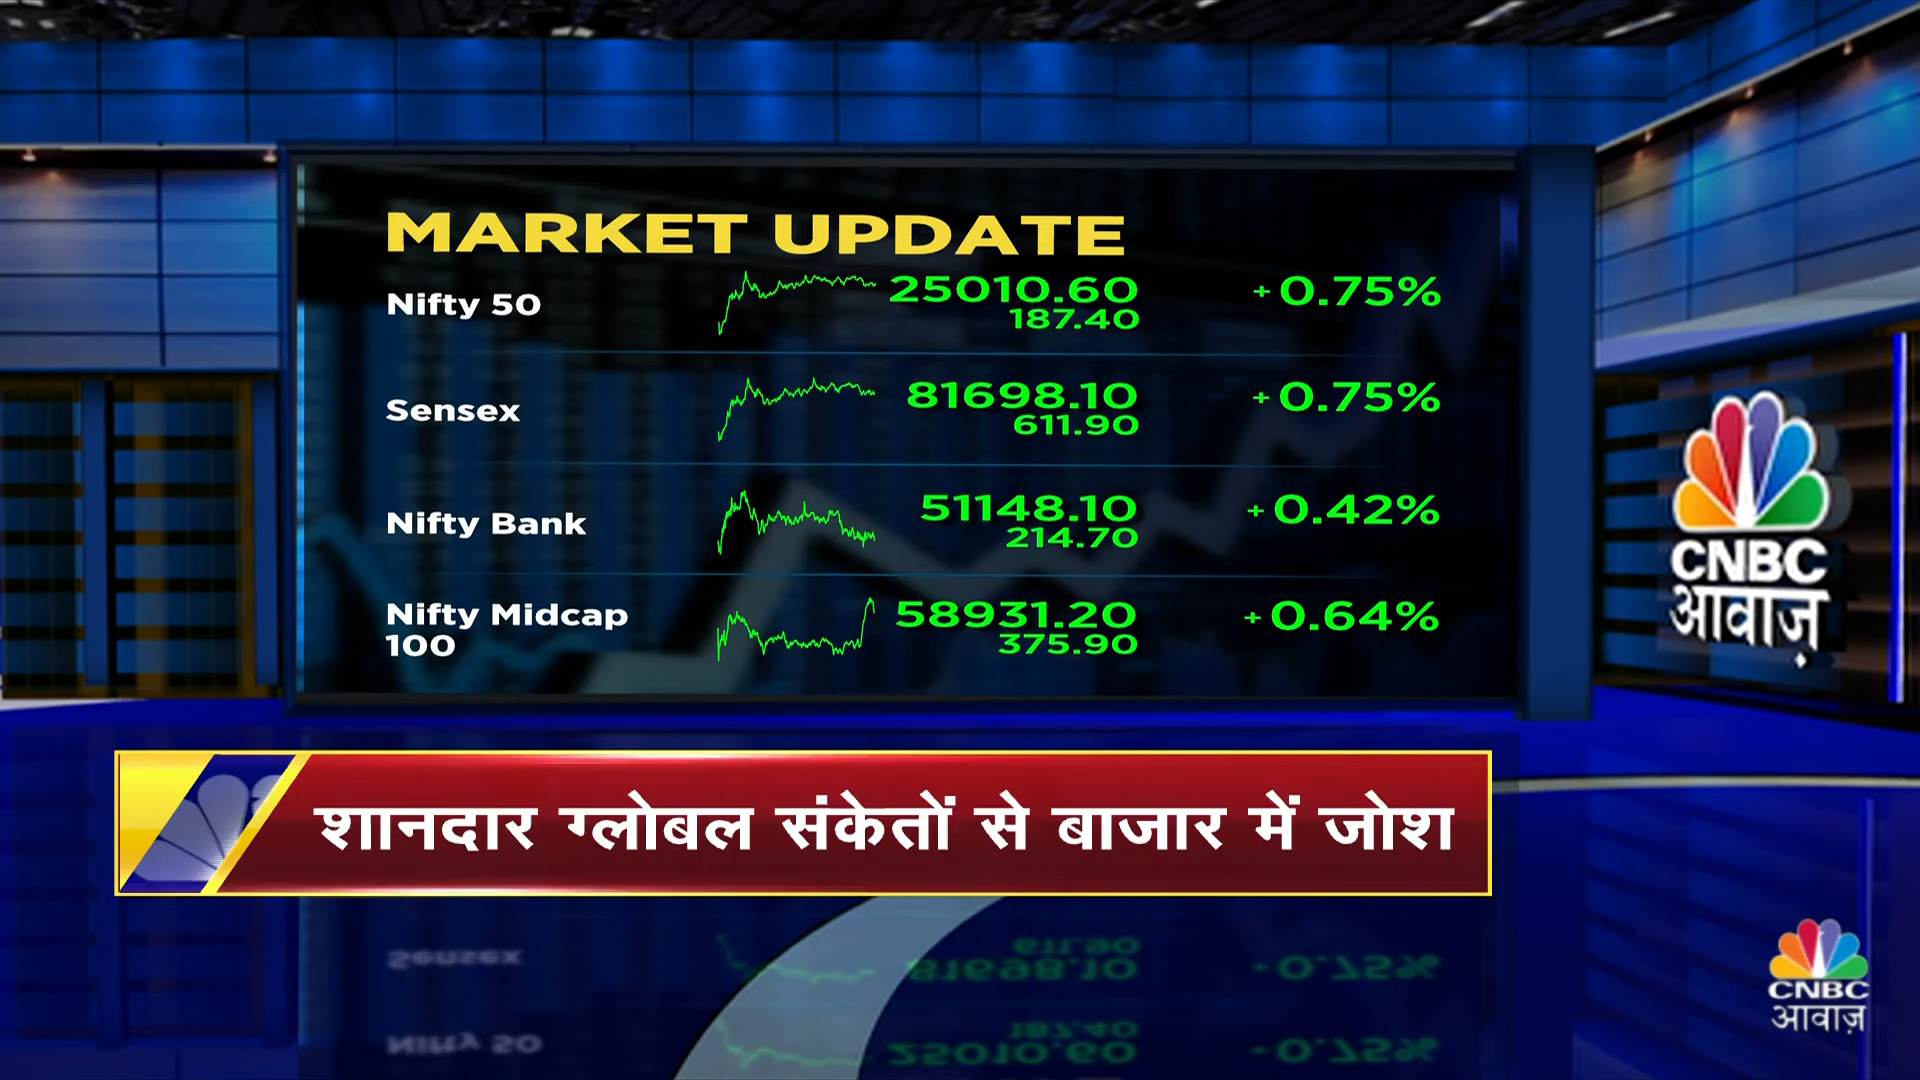 MARKET UPDATE
Nifty 50 25010.60 +0.75%
187.40
Sensex 81698.10 +0.75%
611.90
Nifty Bank 51148.10 +0.42%
214.70
Nifty Midcap 58931.20 +0.64%
100 375.90
CNBC
आवाज़
शानदार ग्लोबल संकेतों से बाजार में जोश
CNBC
आवाज़